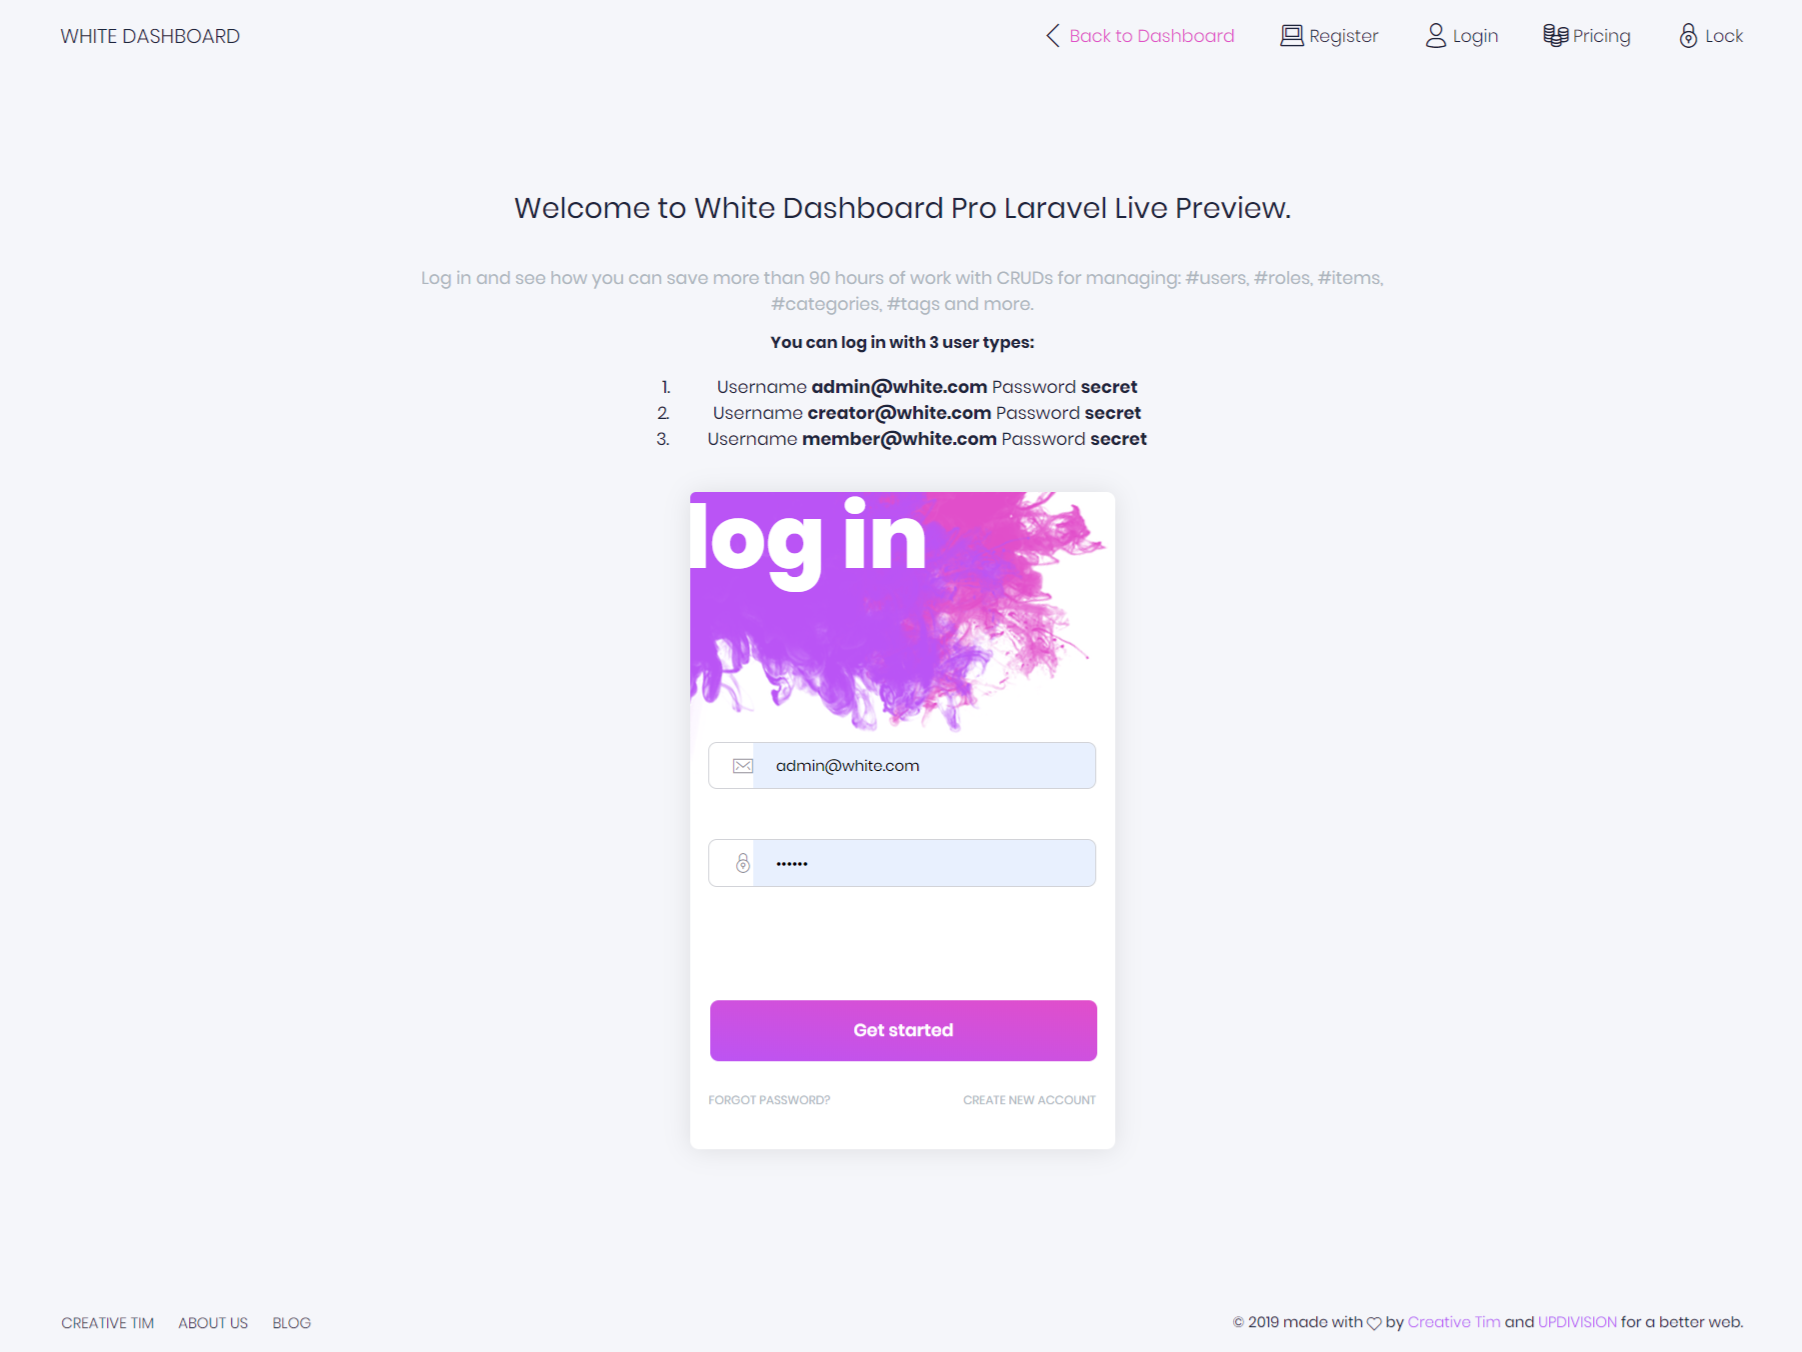 WHITE DASHBOARD
Back to Dashboard
Register
Login
Pricing
Lock
Welcome to White Dashboard Pro Laravel Live Preview.
Log in and see how you can save more than 90 hours of work with CRUDs for managing: #users, #roles, #items,
#categories, #tags and more.
You can log in with 3 user types:
1. Username admin@white.com Password secret
2. Username creator@white.com Password secret
3. Username member@white.com Password secret
log in
admin@white.com
••••••
Get started
FORGOT PASSWORD?
CREATE NEW ACCOUNT
CREATIVE TIM
ABOUT US
BLOG
© 2019 made with ♡ by Creative Tim and UPDIVISION for a better web.